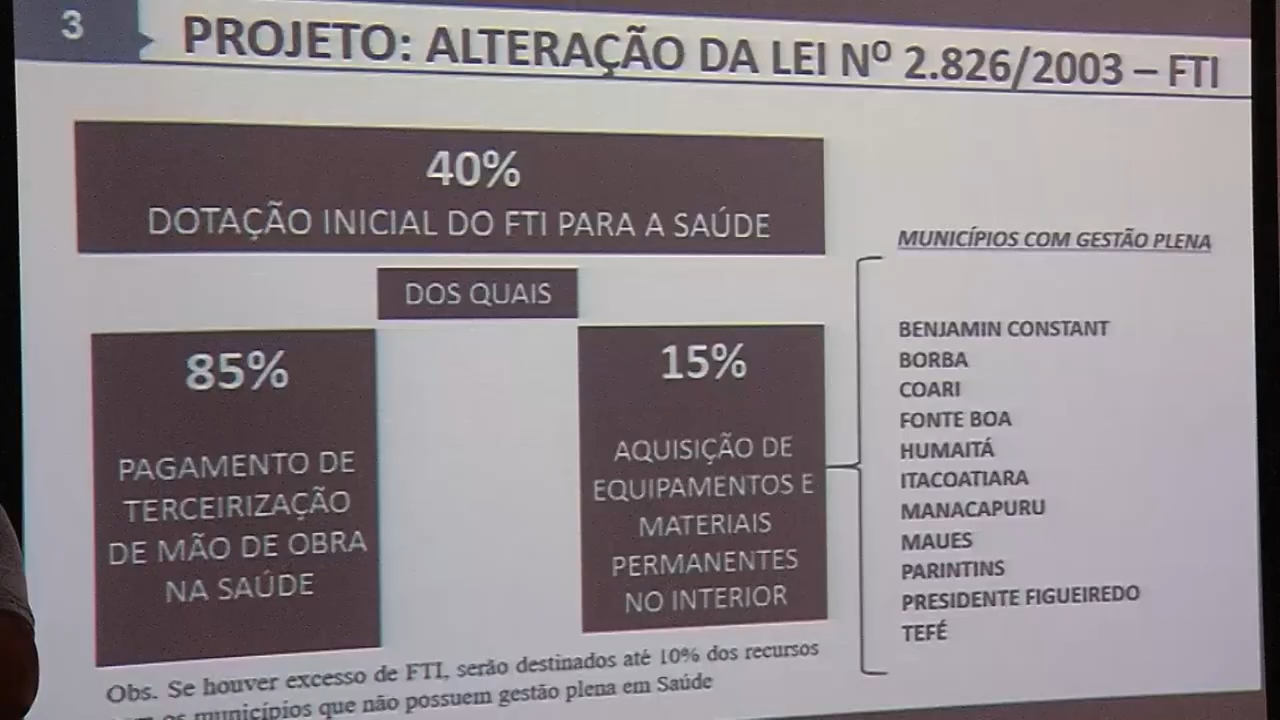 3
PROJETO: ALTERAÇÃO DA LEI Nº 2.826/2003 – FTI
40%
DOTAÇÃO INICIAL DO FTI PARA A SAÚDE
DOS QUAIS
85%
PAGAMENTO DE
TERCEIRIZAÇÃO
DE MÃO DE OBRA
NA SAÚDE
15%
AQUISIÇÃO DE
EQUIPAMENTOS E
MATERIAIS
PERMANENTES
NO INTERIOR
MUNICÍPIOS COM GESTÃO PLENA
BENJAMIN CONSTANT
BORBA
COARI
FONTE BOA
HUMAITÁ
ITACOATIARA
MANACAPURU
MAUES
PARINTINS
PRESIDENTE FIGUEIREDO
TEFÉ
Obs. Se houver excesso de FTI, serão destinados até 10% dos recursos
os municípios que não possuem gestão plena em Saúde